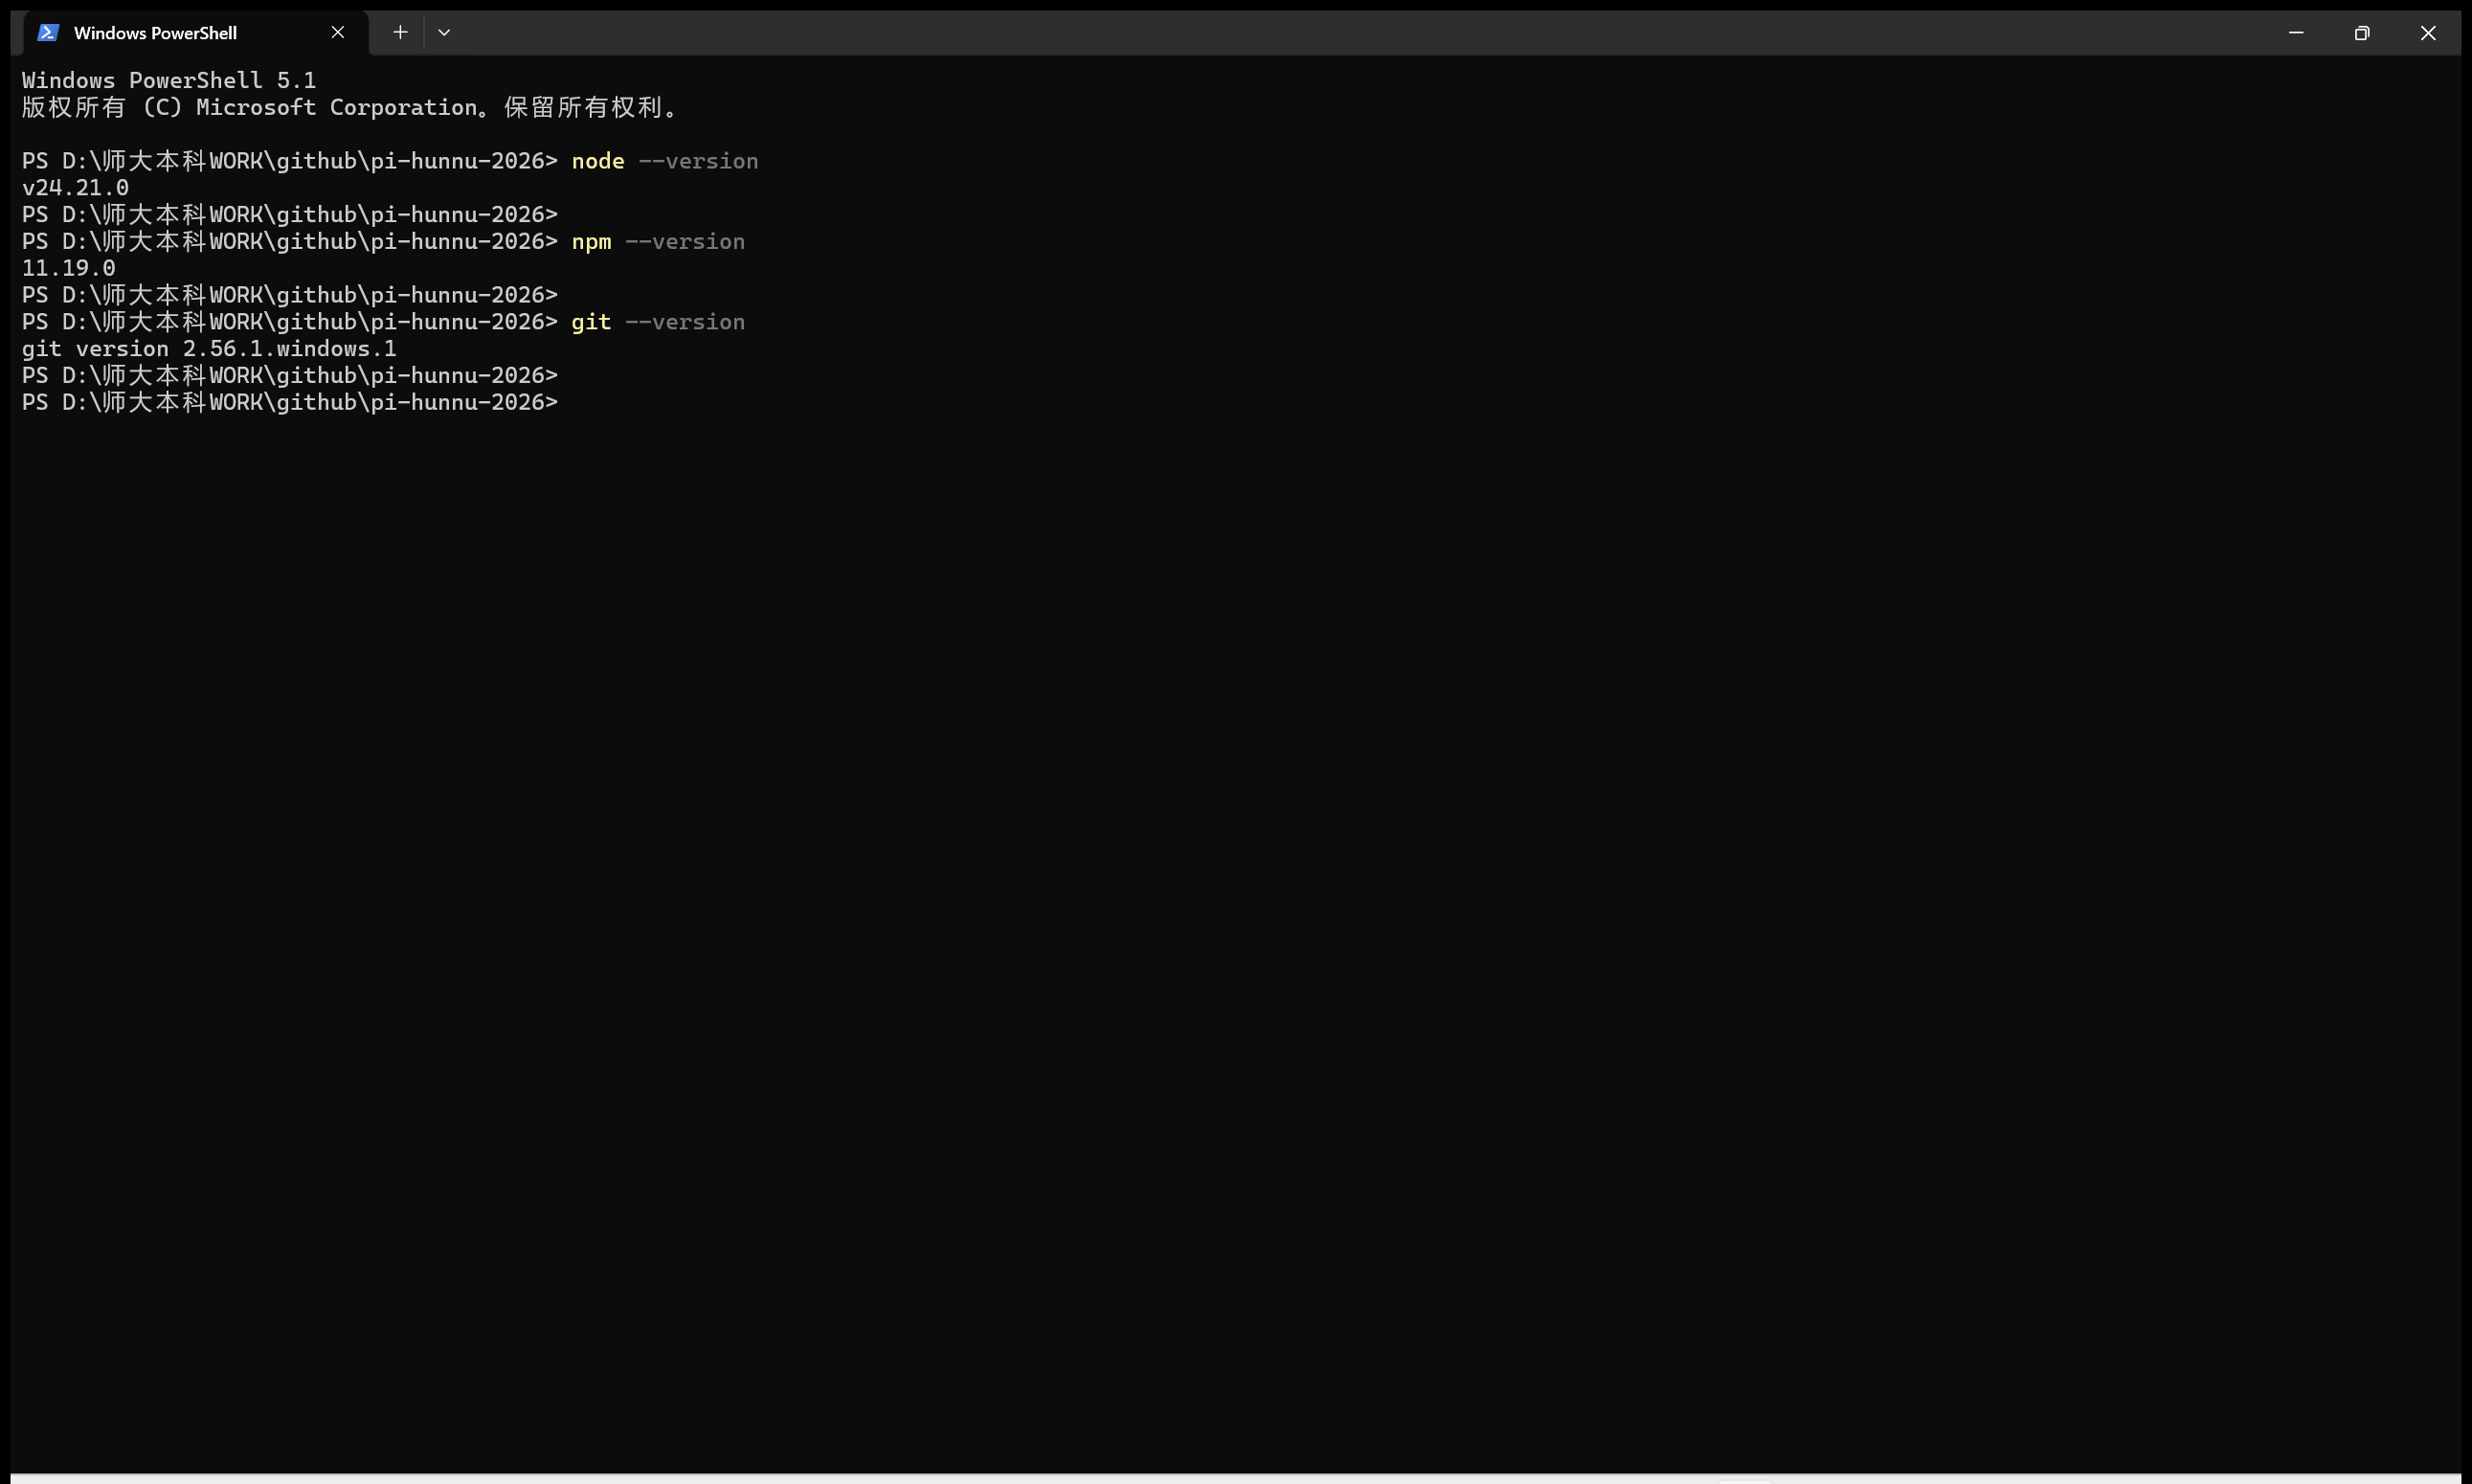 Windows PowerShell
Windows PowerShell 5.1
版权所有 (C) Microsoft Corporation。保留所有权利。
PS D:\师大本科WORK\github\pi-hunnu-2026> node --version
v24.21.0
PS D:\师大本科WORK\github\pi-hunnu-2026>
PS D:\师大本科WORK\github\pi-hunnu-2026> npm --version
11.19.0
PS D:\师大本科WORK\github\pi-hunnu-2026>
PS D:\师大本科WORK\github\pi-hunnu-2026> git --version
git version 2.56.1.windows.1
PS D:\师大本科WORK\github\pi-hunnu-2026>
PS D:\师大本科WORK\github\pi-hunnu-2026>